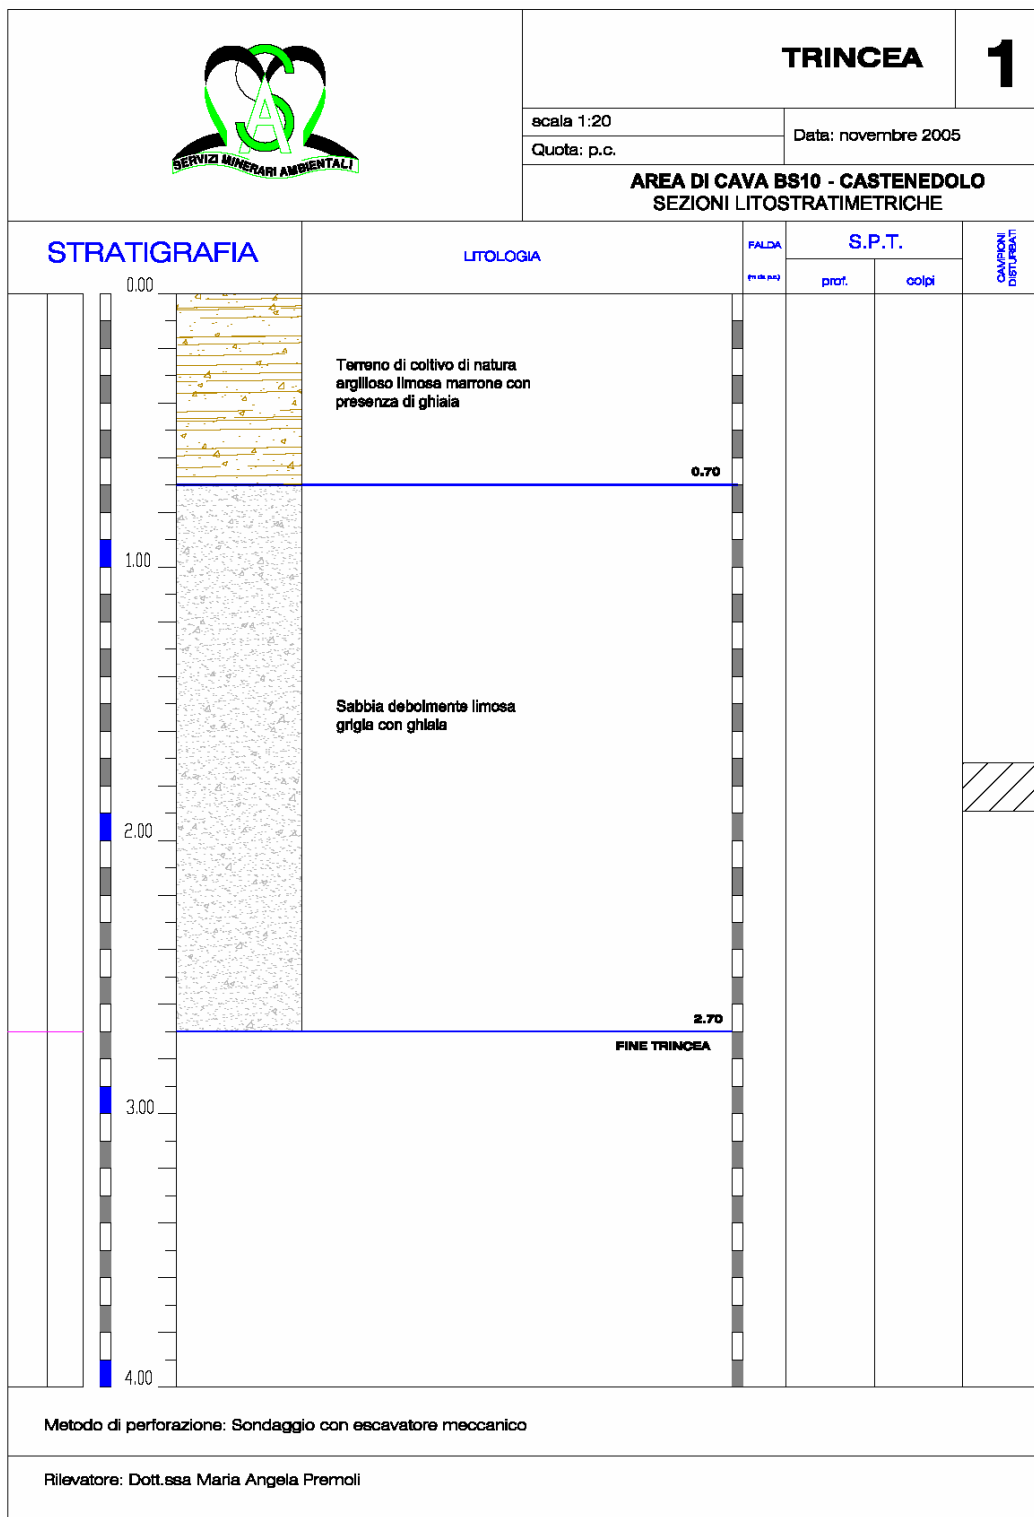 SERVIZI MINERARI AMBIENTALI
TRINCEA
1
scala 1:20
Quota: p.c.
Data: novembre 2005
AREA DI CAVA BS10 - CASTENEDOLO
SEZIONI LITOSTRATIMETRICHE
STRATIGRAFIA
LITOLOGIA
FALDA
(m da p.c.)
S.P.T.
prof.
colpi
CAMPIONI
DISTURBATI
0.00
Terreno di coltivo di natura
argilloso limosa marrone con
presenza di ghiaia
0.70
1.00
Sabbia debolmente limosa
grigia con ghiaia
2.00
2.70
FINE TRINCEA
3.00
4.00
Metodo di perforazione: Sondaggio con escavatore meccanico
Rilevatore: Dott.ssa Maria Angela Premoli